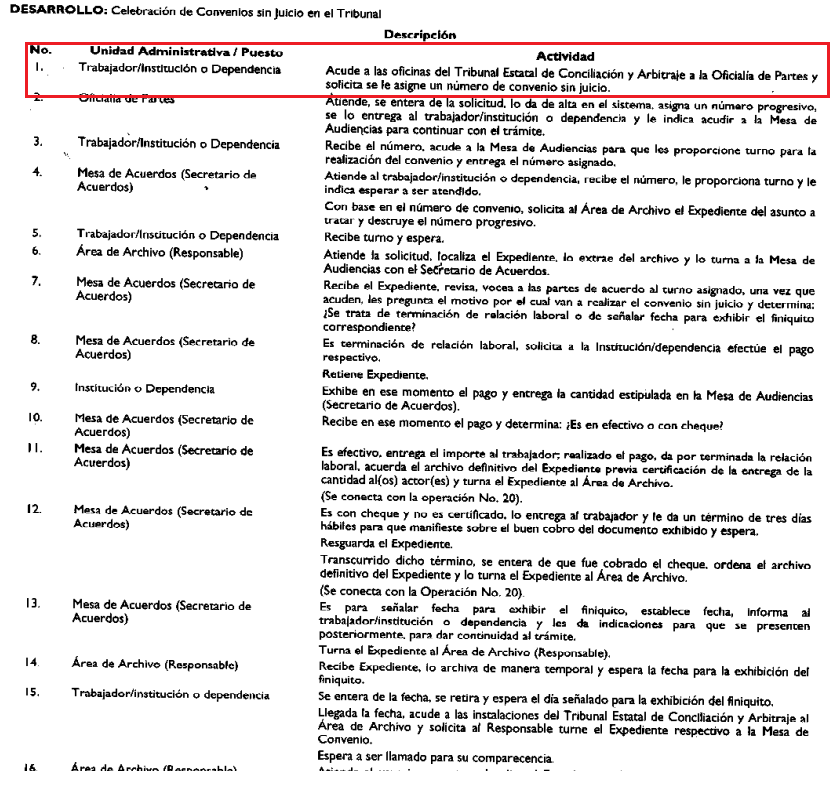 DESARROLLO: Celebración de Convenios sin Juicio en el Tribunal
Descripción
No. Unidad Administrativa / Puesto Actividad
1. Trabajador/Institución o Dependencia Acude a las oficinas del Tribunal Estatal de Conciliación y Arbitraje a la Oficialía de Partes y
solicita se le asigne un número de convenio sin juicio.
2. Oficialía de Partes Atiende, se entera de la solicitud, lo da de alta en el sistema, asigna un número progresivo,
se lo entrega al trabajador/institución o dependencia y le indica acudir a la Mesa de
Audiencias para continuar con el trámite.
3. Trabajador/Institución o Dependencia Recibe el número, acude a la Mesa de Audiencias para que les proporcione turno para la
realización del convenio y entrega el número asignado.
4. Mesa de Acuerdos (Secretario de Atiende al trabajador/institución o dependencia, recibe el número, le proporciona turno y le
Acuerdos) indica esperar a ser atendido.
Con base en el número de convenio, solicita al Área de Archivo el Expediente del asunto a
tratar y destruye el número progresivo.
5. Trabajador/Institución o Dependencia Recibe turno y espera.
6. Área de Archivo (Responsable) Atiende la solicitud, localiza el Expediente, lo extrae del archivo y lo turna a la Mesa de
Audiencias con el Secretario de Acuerdos.
7. Mesa de Acuerdos (Secretario de Recibe el Expediente, revisa, vocea a las partes de acuerdo al turno asignado, una vez que
Acuerdos) acuden, les pregunta el motivo por el cual van a realizar el convenio sin juicio y determina:
¿Se trata de terminación de relación laboral o de señalar fecha para exhibir el finiquito
correspondiente?
8. Mesa de Acuerdos (Secretario de Es terminación de relación laboral, solicita a la Institución/dependencia efectúe el pago
Acuerdos) respectivo.
Retiene Expediente.
9. Institución o Dependencia Exhibe en ese momento el pago y entrega la cantidad estipulada en la Mesa de Audiencias
(Secretario de Acuerdos).
10. Mesa de Acuerdos (Secretario de Recibe en ese momento el pago y determina: ¿Es en efectivo o con cheque?
Acuerdos)
11. Mesa de Acuerdos (Secretario de Es efectivo, entrega el importe al trabajador; realizado el pago, da por terminada la relación
Acuerdos) laboral, acuerda el archivo definitivo del Expediente previa certificación de la entrega de la
cantidad al(os) actor(es) y turna el Expediente al Área de Archivo.
(Se conecta con la operación No. 20).
12. Mesa de Acuerdos (Secretario de Es con cheque y no es certificado, lo entrega al trabajador y le da un término de tres días
Acuerdos) hábiles para que manifieste sobre el buen cobro del documento exhibido y espera.
Resguarda el Expediente.
Transcurrido dicho término, se entera de que fue cobrado el cheque, ordena el archivo
definitivo del Expediente y lo turna el Expediente al Área de Archivo.
(Se conecta con la Operación No. 20).
13. Mesa de Acuerdos (Secretario de Es para señalar fecha para exhibir el finiquito, establece fecha, informa al
Acuerdos) trabajador/institución o dependencia y les da indicaciones para que se presenten
posteriormente, para dar continuidad al trámite.
Turna el Expediente al Área de Archivo (Responsable).
14. Área de Archivo (Responsable) Recibe Expediente, lo archiva de manera temporal y espera la fecha para la exhibición del
finiquito.
15. Trabajador/institución o dependencia Se entera de la fecha, se retira y espera el día señalado para la exhibición del finiquito.
Llegada la fecha, acude a las instalaciones del Tribunal Estatal de Conciliación y Arbitraje al
Área de Archivo y solicita al Responsable turne el Expediente respectivo a la Mesa de
Convenio.
Espera a ser llamado para su comparecencia.
16. Área de Archivo (Responsable)